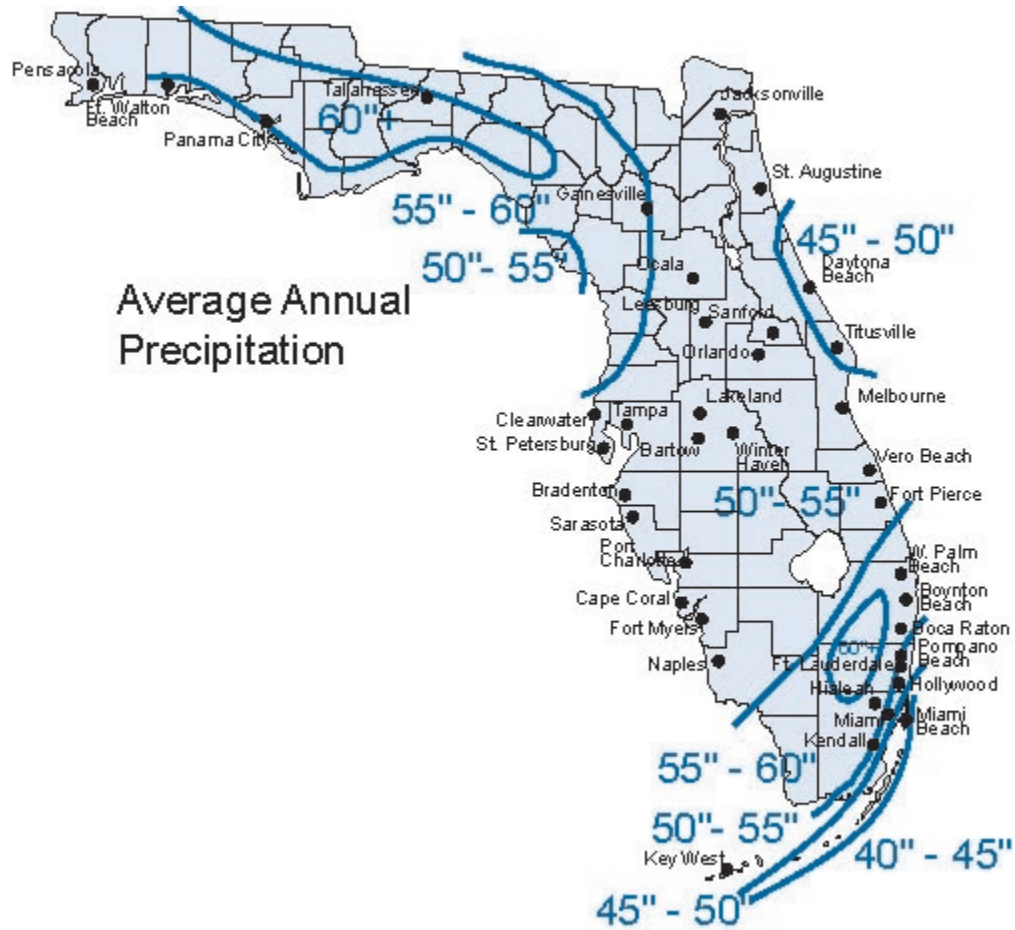 Pensacola
Ft. Walton
Beach
Panama City
Tallahassee
60"+
Jacksonville
St. Augustine
Gainesville
55" - 60"
45" - 50"
50"- 55"
Ocala
Daytona
Beach
Average Annual
Precipitation
Leesburg
Sanford
Titusville
Orlando
Melbourne
Lakeland
Clearwater
Tampa
St. Petersburg
Bartow
Winter
Haven
Vero Beach
Bradenton
50"- 55"
Fort Pierce
Sarasota
Port
Charlotte
W. Palm
Beach
Cape Coral
Boynton
Beach
Fort Myers
Boca Raton
60"+
Pompano
Beach
Naples
Ft. Lauderdale
Hialeah
Hollywood
Miami
Miami
Beach
Kendall
55" - 60"
50"- 55"
Key West
40" - 45"
45" - 50"